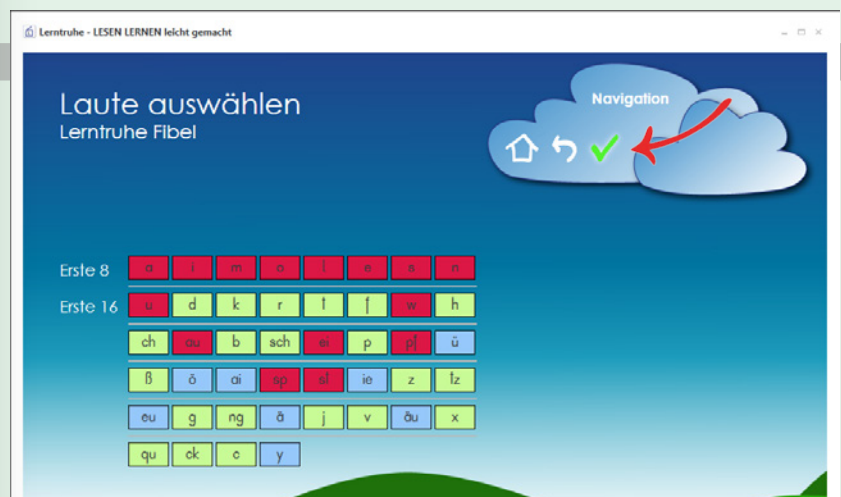 Lerntruhe - LESEN LERNEN leicht gemacht
Laute auswählen
Lerntruhe Fibel
Navigation
Erste 8 a i m o l e s n
Erste 16 u d k r t f w h
ch au b sch ei p pf ü
ß ö ai sp st ie z tz
eu g ng ä j v äu x
qu ck c y